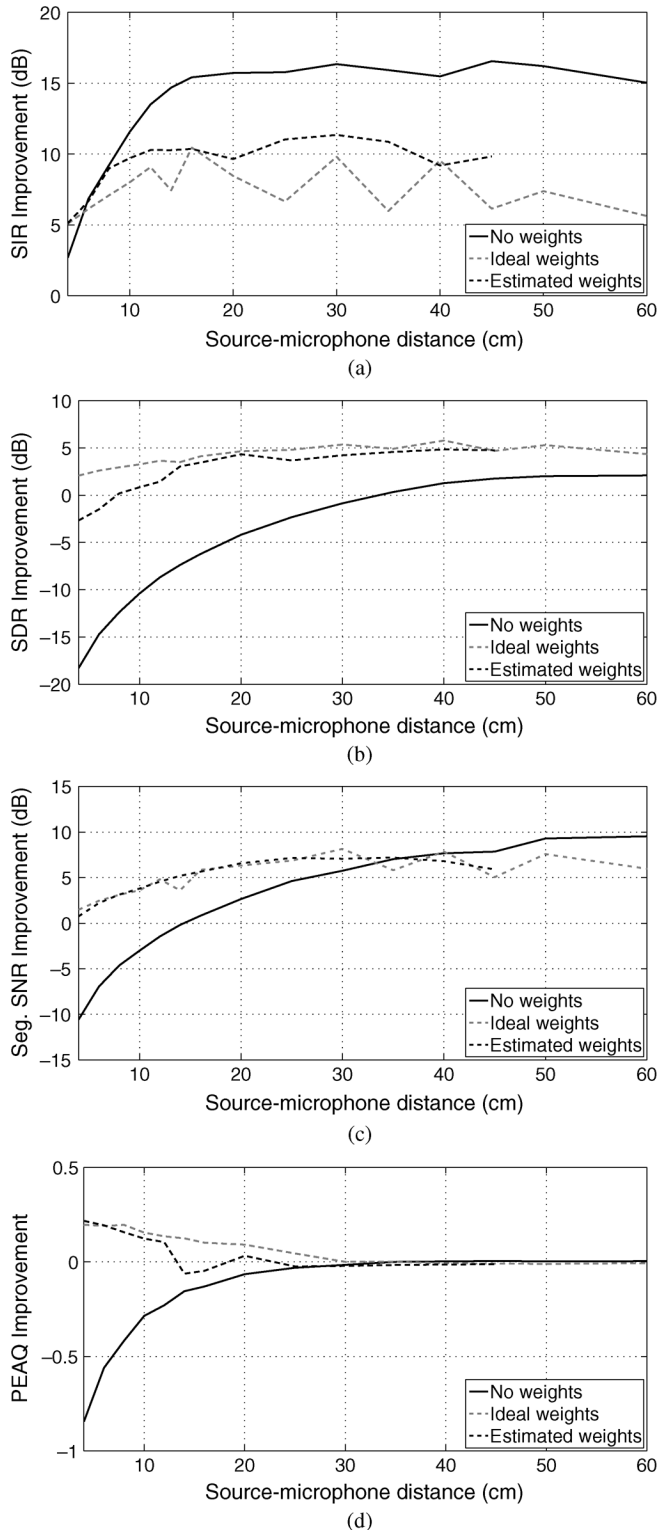 20
15
10
5
0
SIR Improvement (dB)
No weights
Ideal weights
Estimated weights
10 20 30 40 50 60
Source-microphone distance (cm)
(a)
10
5
0
−5
−10
−15
−20
SDR Improvement (dB)
No weights
Ideal weights
Estimated weights
10 20 30 40 50 60
Source-microphone distance (cm)
(b)
15
10
5
0
−5
−10
−15
Seg. SNR Improvement (dB)
No weights
Ideal weights
Estimated weights
10 20 30 40 50 60
Source-microphone distance (cm)
(c)
0.5
0
−0.5
−1
PEAQ Improvement
No weights
Ideal weights
Estimated weights
10 20 30 40 50 60
Source-microphone distance (cm)
(d)